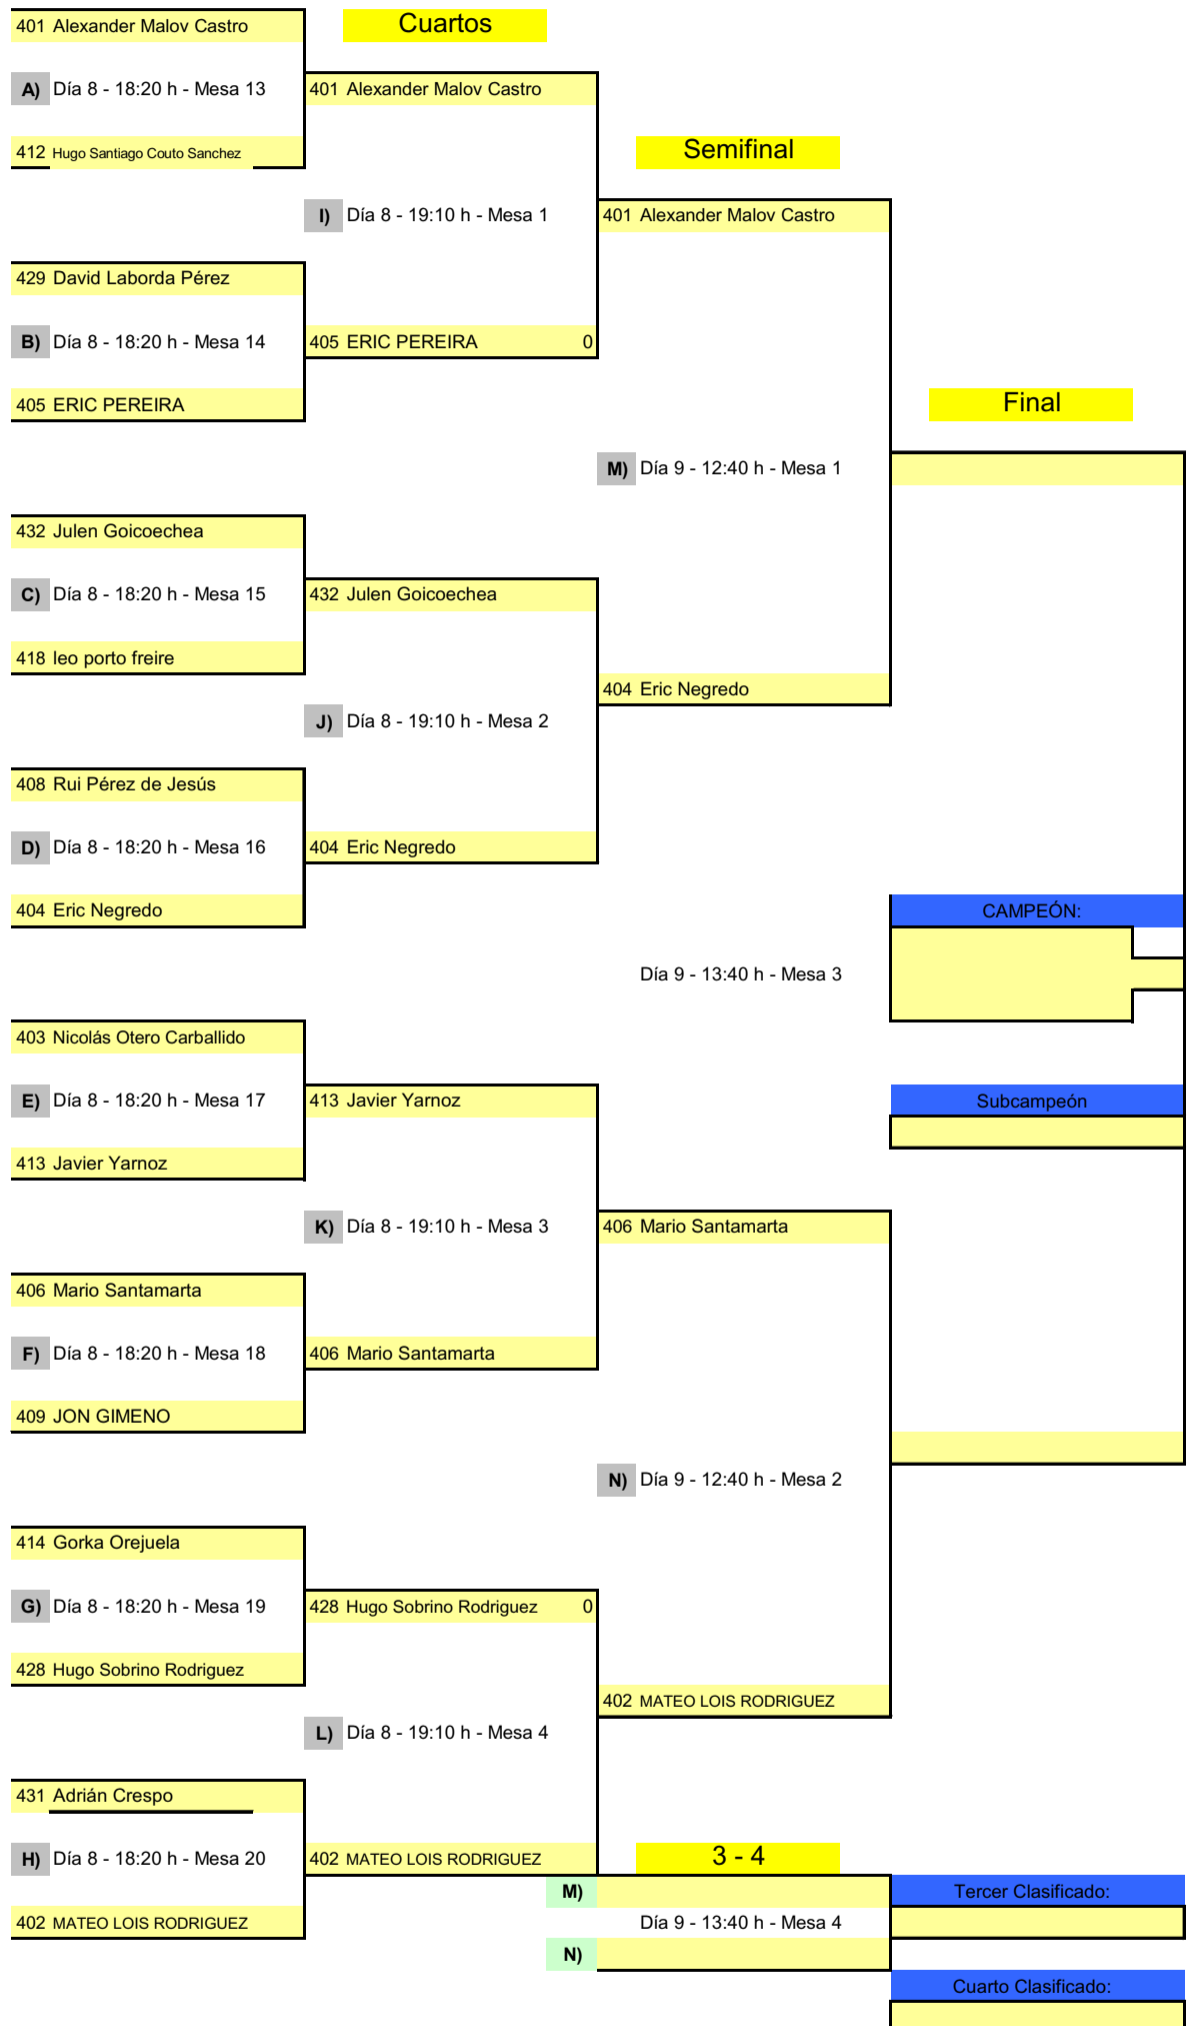 401 Alexander Malov Castro
Cuartos
A) Día 8 - 18:20 h - Mesa 13
401 Alexander Malov Castro
412 Hugo Santiago Couto Sanchez
Semifinal
I) Día 8 - 19:10 h - Mesa 1
401 Alexander Malov Castro
429 David Laborda Pérez
B) Día 8 - 18:20 h - Mesa 14
405 ERIC PEREIRA 0
405 ERIC PEREIRA
Final
M) Día 9 - 12:40 h - Mesa 1
432 Julen Goicoechea
C) Día 8 - 18:20 h - Mesa 15
432 Julen Goicoechea
418 leo porto freire
404 Eric Negredo
J) Día 8 - 19:10 h - Mesa 2
408 Rui Pérez de Jesús
D) Día 8 - 18:20 h - Mesa 16
404 Eric Negredo
404 Eric Negredo
CAMPEÓN:
Día 9 - 13:40 h - Mesa 3
403 Nicolás Otero Carballido
E) Día 8 - 18:20 h - Mesa 17
413 Javier Yarnoz
Subcampeón
413 Javier Yarnoz
K) Día 8 - 19:10 h - Mesa 3
406 Mario Santamarta
406 Mario Santamarta
F) Día 8 - 18:20 h - Mesa 18
406 Mario Santamarta
409 JON GIMENO
N) Día 9 - 12:40 h - Mesa 2
414 Gorka Orejuela
G) Día 8 - 18:20 h - Mesa 19
428 Hugo Sobrino Rodriguez 0
428 Hugo Sobrino Rodriguez
402 MATEO LOIS RODRIGUEZ
L) Día 8 - 19:10 h - Mesa 4
431 Adrián Crespo
H) Día 8 - 18:20 h - Mesa 20
402 MATEO LOIS RODRIGUEZ
3 - 4
M)
Tercer Clasificado:
402 MATEO LOIS RODRIGUEZ
Día 9 - 13:40 h - Mesa 4
N)
Cuarto Clasificado: